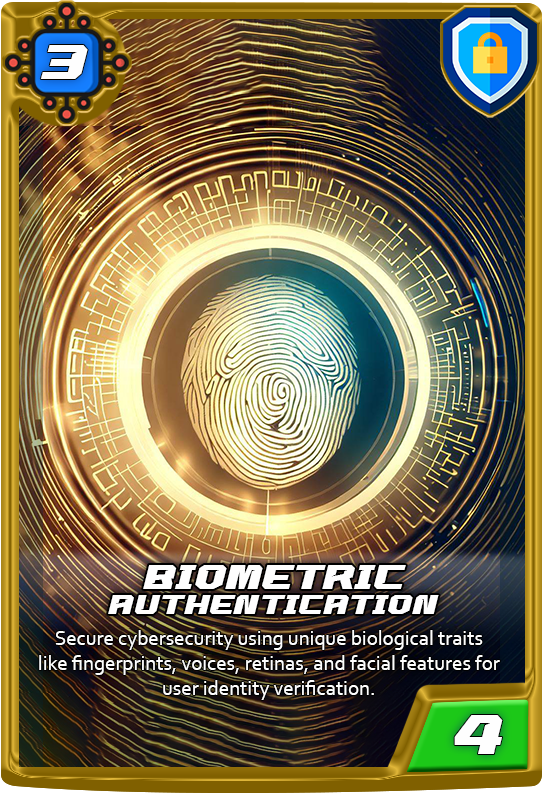 3
BIOMETRIC
AUTHENTICATION
Secure cybersecurity using unique biological traits
like fingerprints, voices, retinas, and facial features for
user identity verification.
4